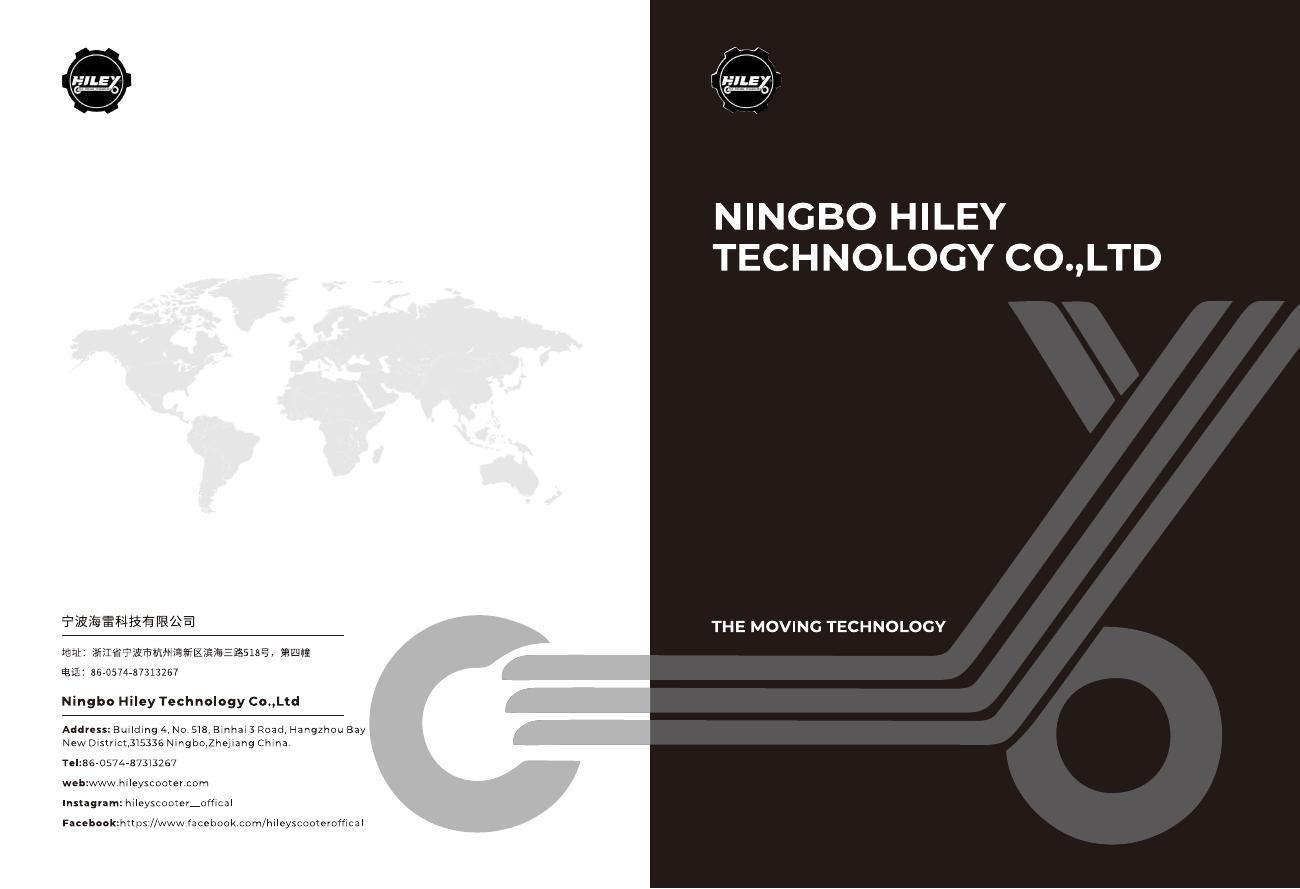 HILEY
HILEY
NINGBO HILEY
TECHNOLOGY CO.,LTD
THE MOVING TECHNOLOGY
宁波海雷科技有限公司
地址：浙江省宁波市杭州湾新区滨海三路518号，第四幢
电话：86-0574-87313267
Ningbo Hiley Technology Co.,Ltd
Address: Building 4, No. 518, Binhai 3 Road, Hangzhou Bay
New District,315336 Ningbo,Zhejiang China.
Tel:86-0574-87313267
web:www.hileyscooter.com
Instagram: hileyscooter__offical
Facebook:https://www.facebook.com/hileyscooteroffical